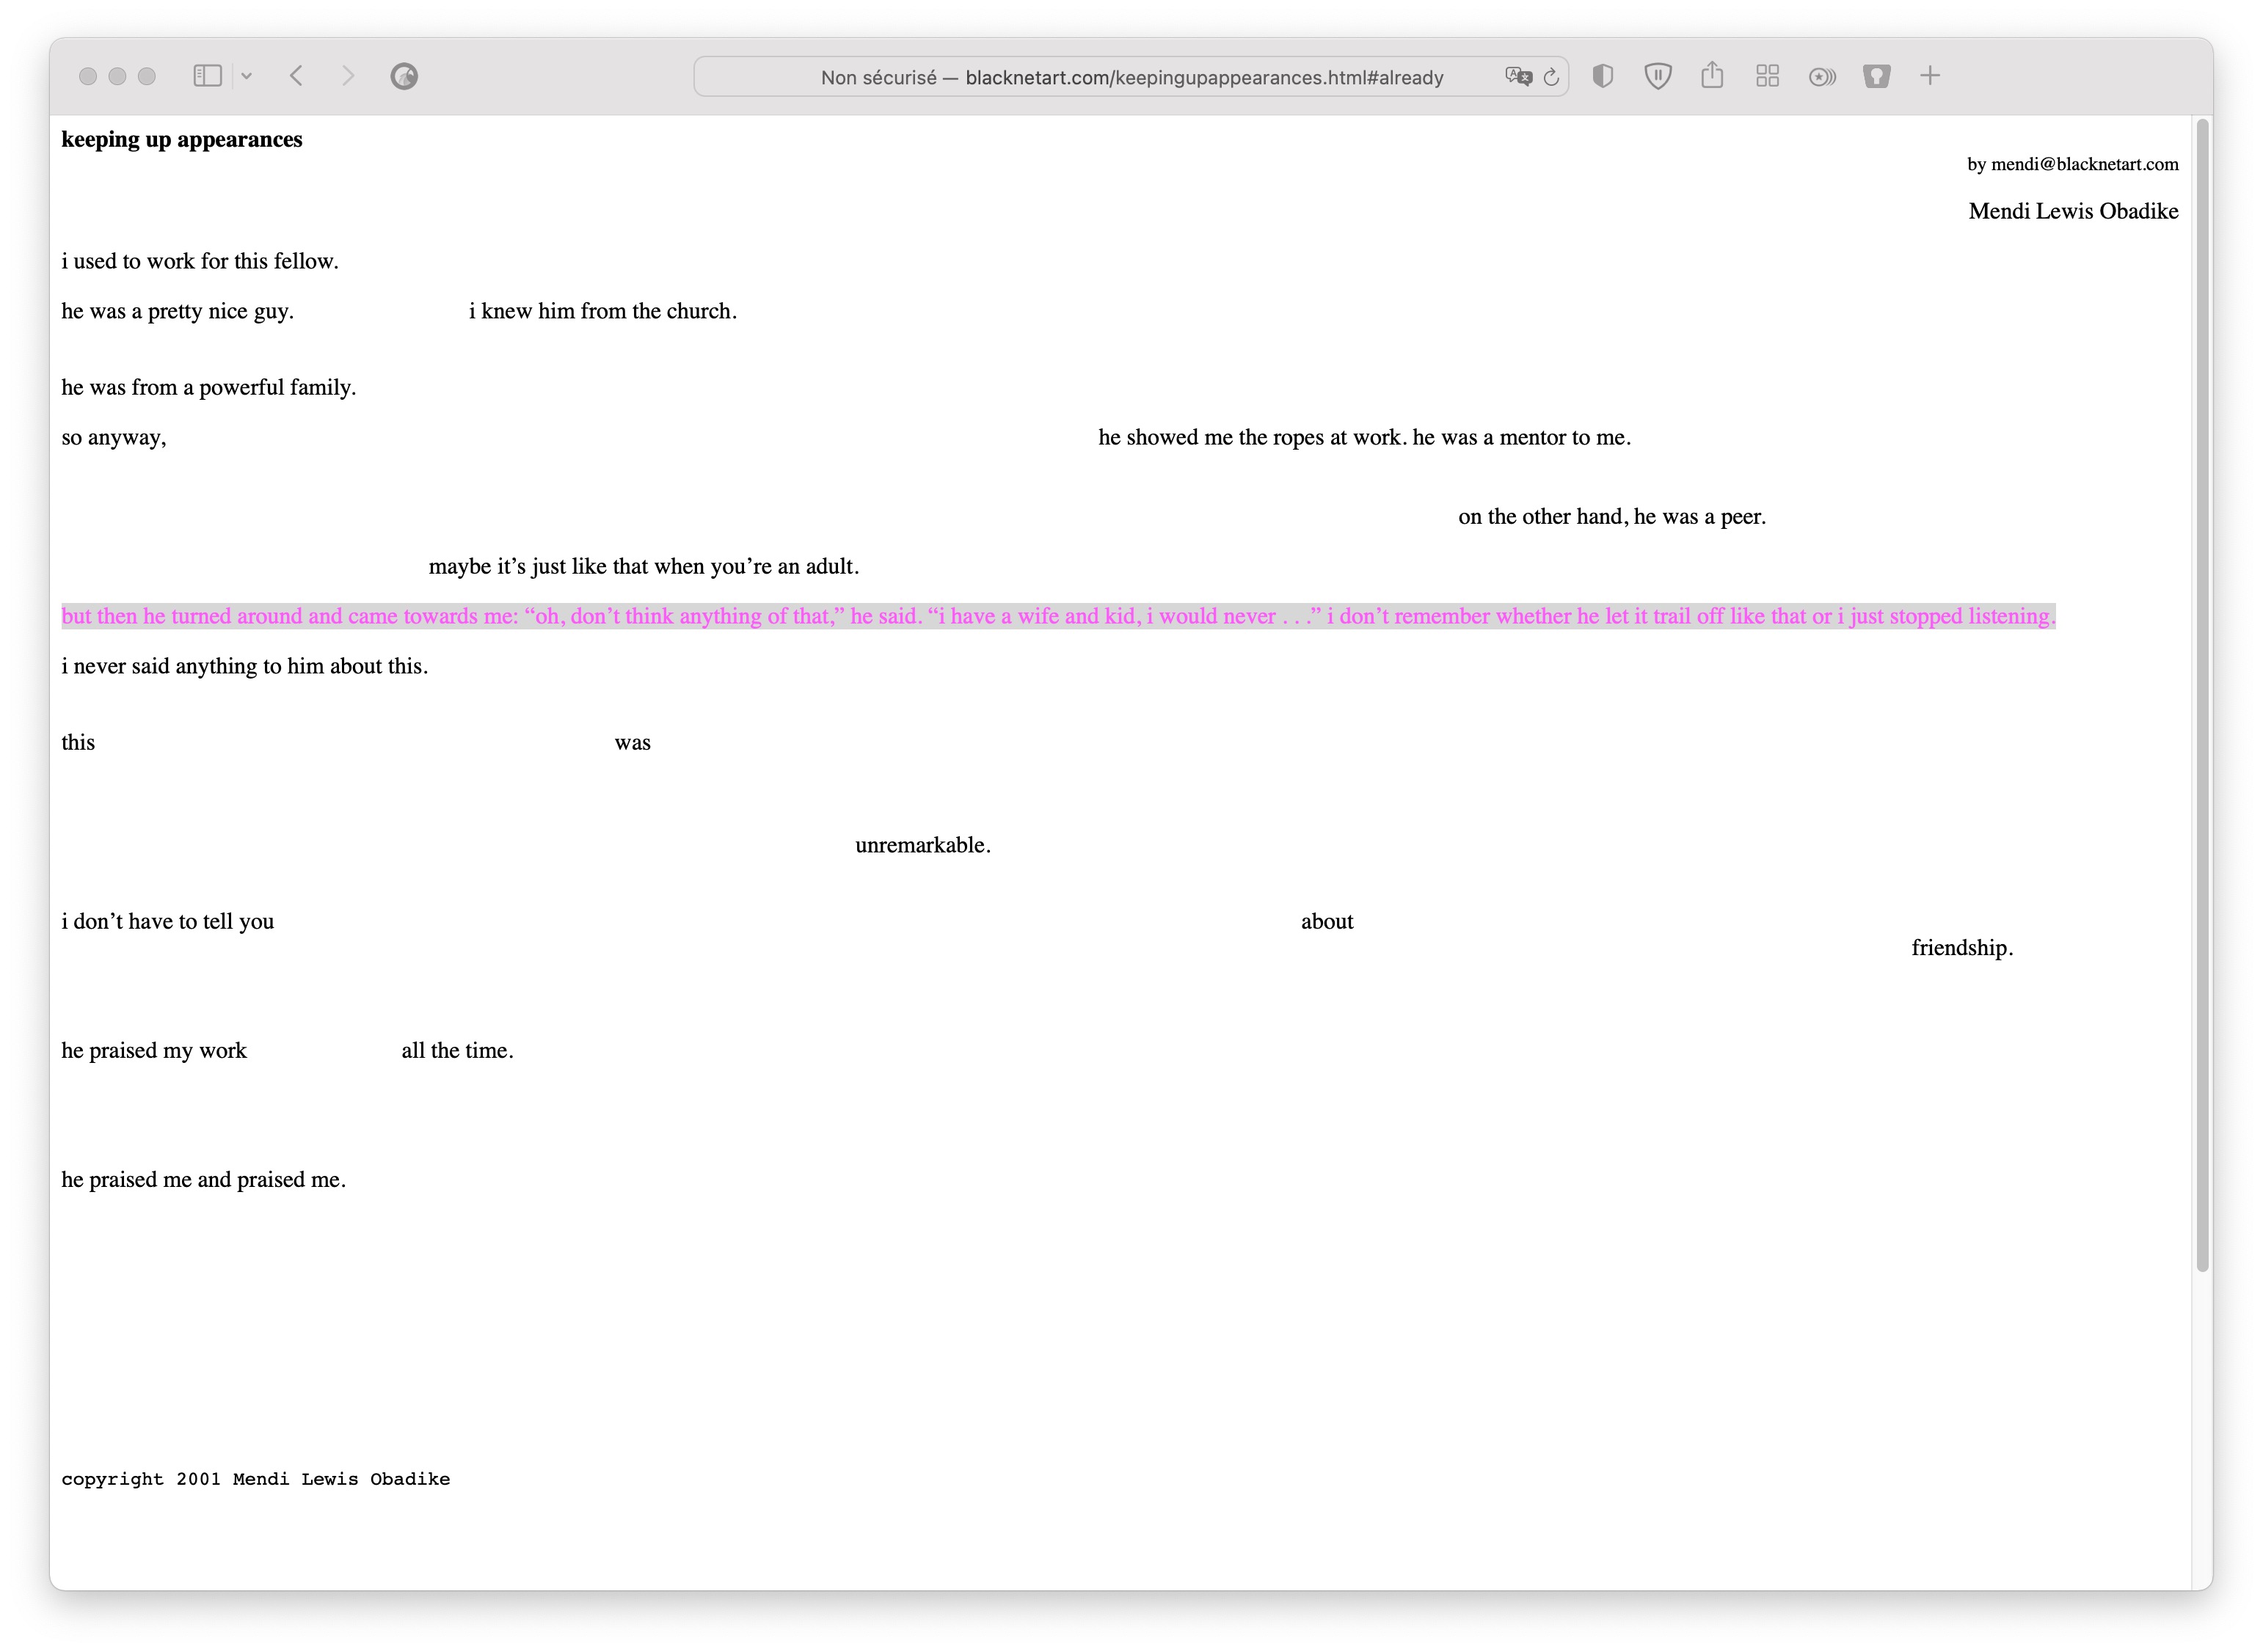 Non sécurisé — blacknetart.com/keepingupappearances.html#already
keeping up appearances
by mendi@blacknetart.com
Mendi Lewis Obadike
i used to work for this fellow.
he was a pretty nice guy. i knew him from the church.
he was from a powerful family.
so anyway, he showed me the ropes at work. he was a mentor to me.
on the other hand, he was a peer.
maybe it’s just like that when you’re an adult.
but then he turned around and came towards me: “oh, don’t think anything of that,” he said. “i have a wife and kid, i would never . . .” i don’t remember whether he let it trail off like that or i just stopped listening.
i never said anything to him about this.
this was
unremarkable.
i don’t have to tell you about
friendship.
he praised my work all the time.
he praised me and praised me.
copyright 2001 Mendi Lewis Obadike